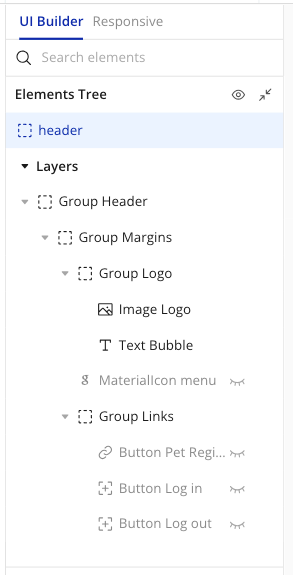 UI Builder Responsive
Search elements
Elements Tree
header
Layers
Group Header
Group Margins
Group Logo
Image Logo
Text Bubble
MaterialIcon menu
Group Links
Button Pet Regi...
Button Log in
Button Log out